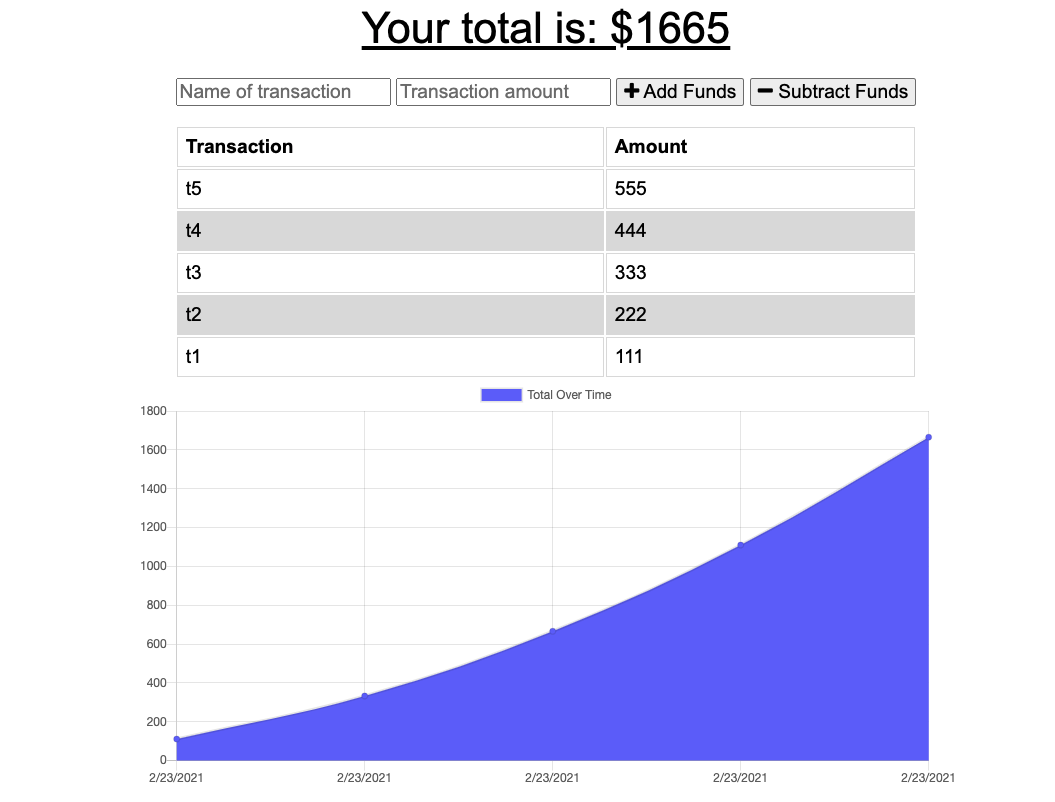 Your total is: $1665
Name of transaction Transaction amount Add Funds Subtract Funds
Transaction Amount
t5 555
t4 444
t3 333
t2 222
t1 111
Total Over Time
1800
1600
1400
1200
1000
800
600
400
200
0
2/23/2021 2/23/2021 2/23/2021 2/23/2021 2/23/2021